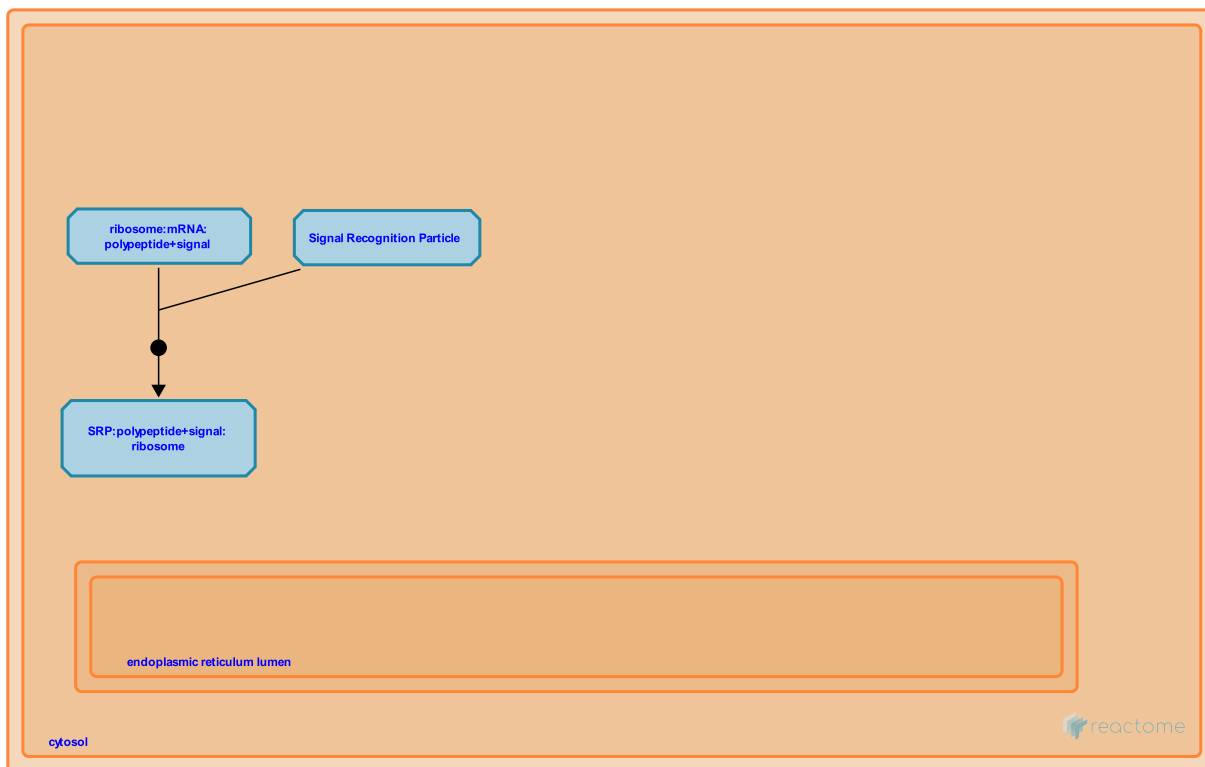 ribosome:mRNA:
polypeptide+signal
Signal Recognition Particle
SRP:polypeptide+signal:
ribosome
endoplasmic reticulum lumen
cytosol
reactome